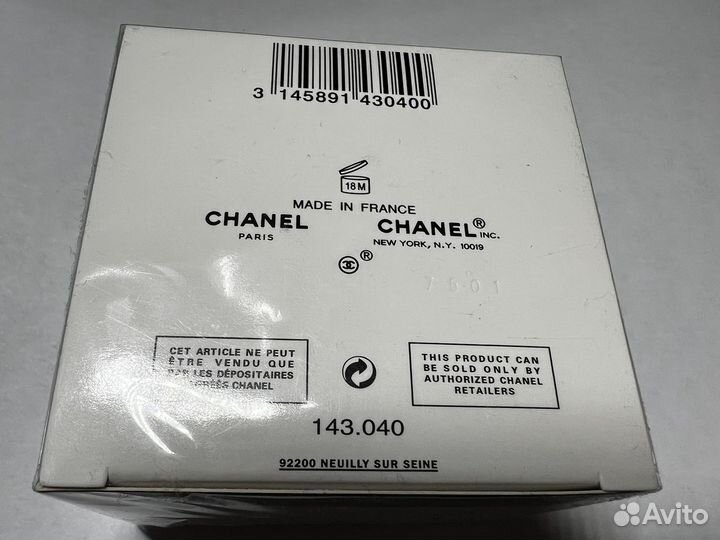 3 145891 430400
18M
MADE IN FRANCE
CHANEL
PARIS
CHANEL® INC.
NEW YORK, N.Y. 10019
®
7601
CET ARTICLE NE PEUT
ÊTRE VENDU QUE
PAR LES DÉPOSITAIRES
AGRÉÉS CHANEL
THIS PRODUCT CAN
BE SOLD ONLY BY
AUTHORIZED CHANEL
RETAILERS
143.040
92200 NEUILLY SUR SEINE
Avito